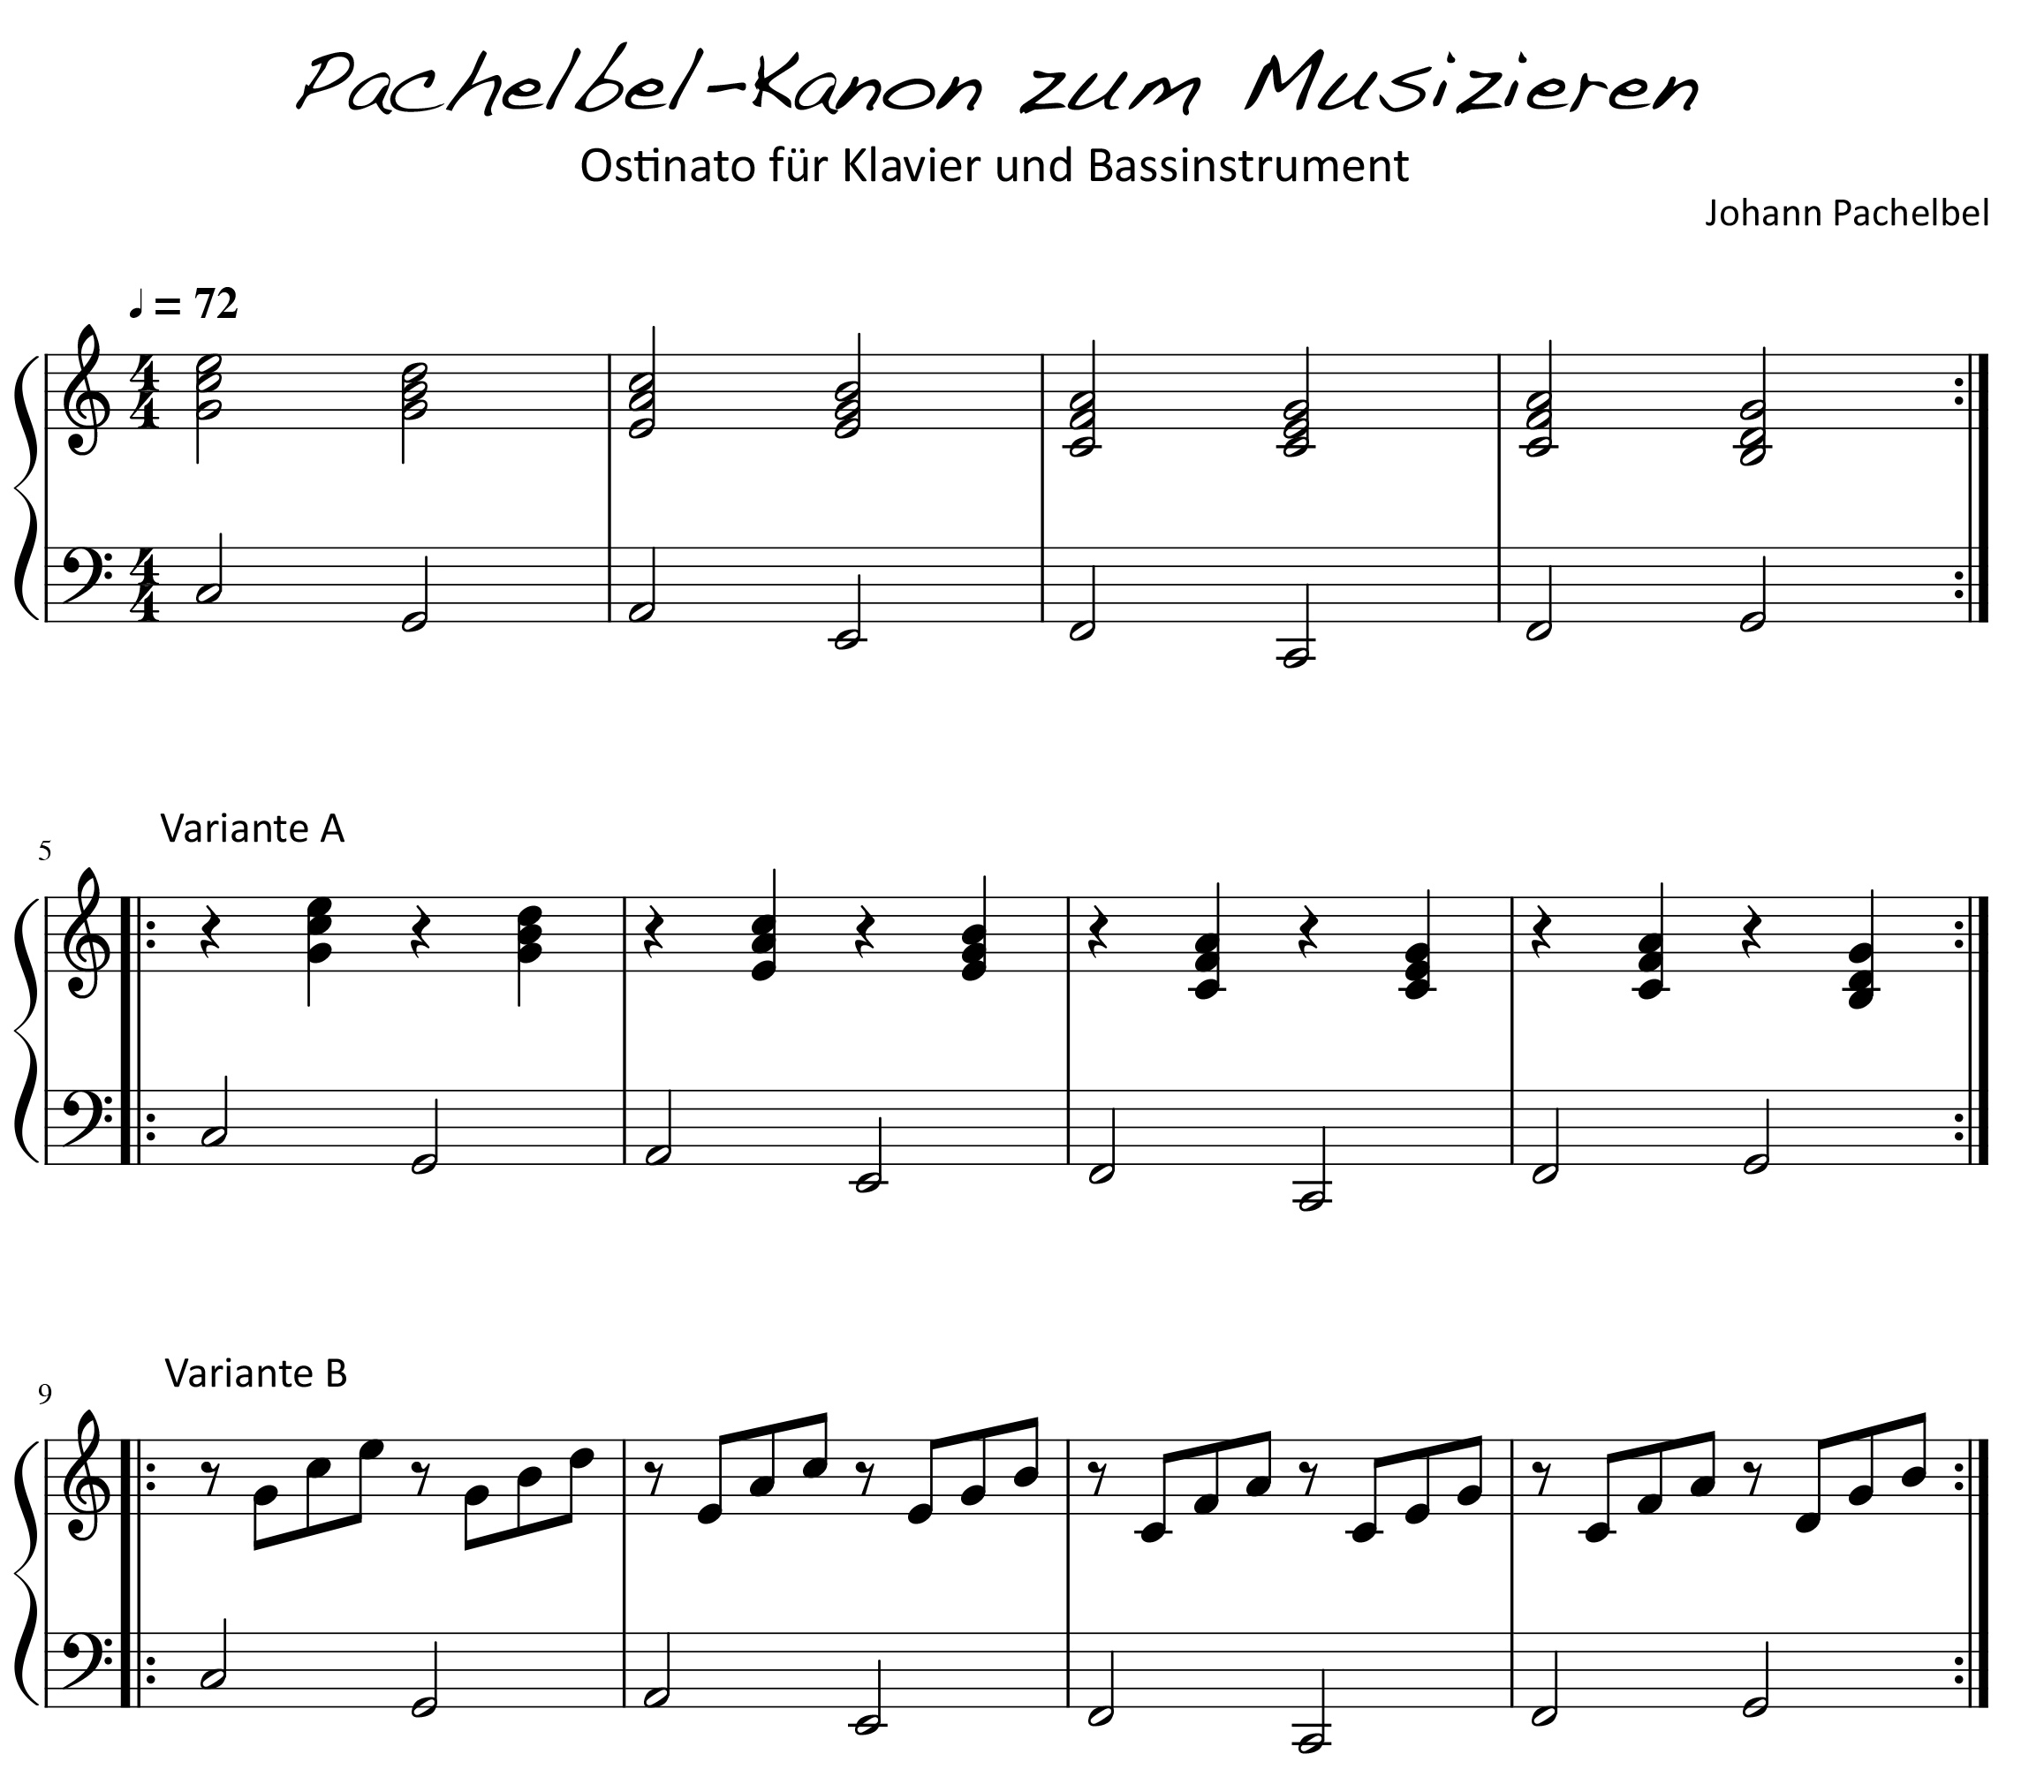 Pachelbel-Kanon zum Musizieren
Ostinato für Klavier und Bassinstrument
Johann Pachelbel
♩ = 72
4
4
4
4
Variante A
5
Variante B
9